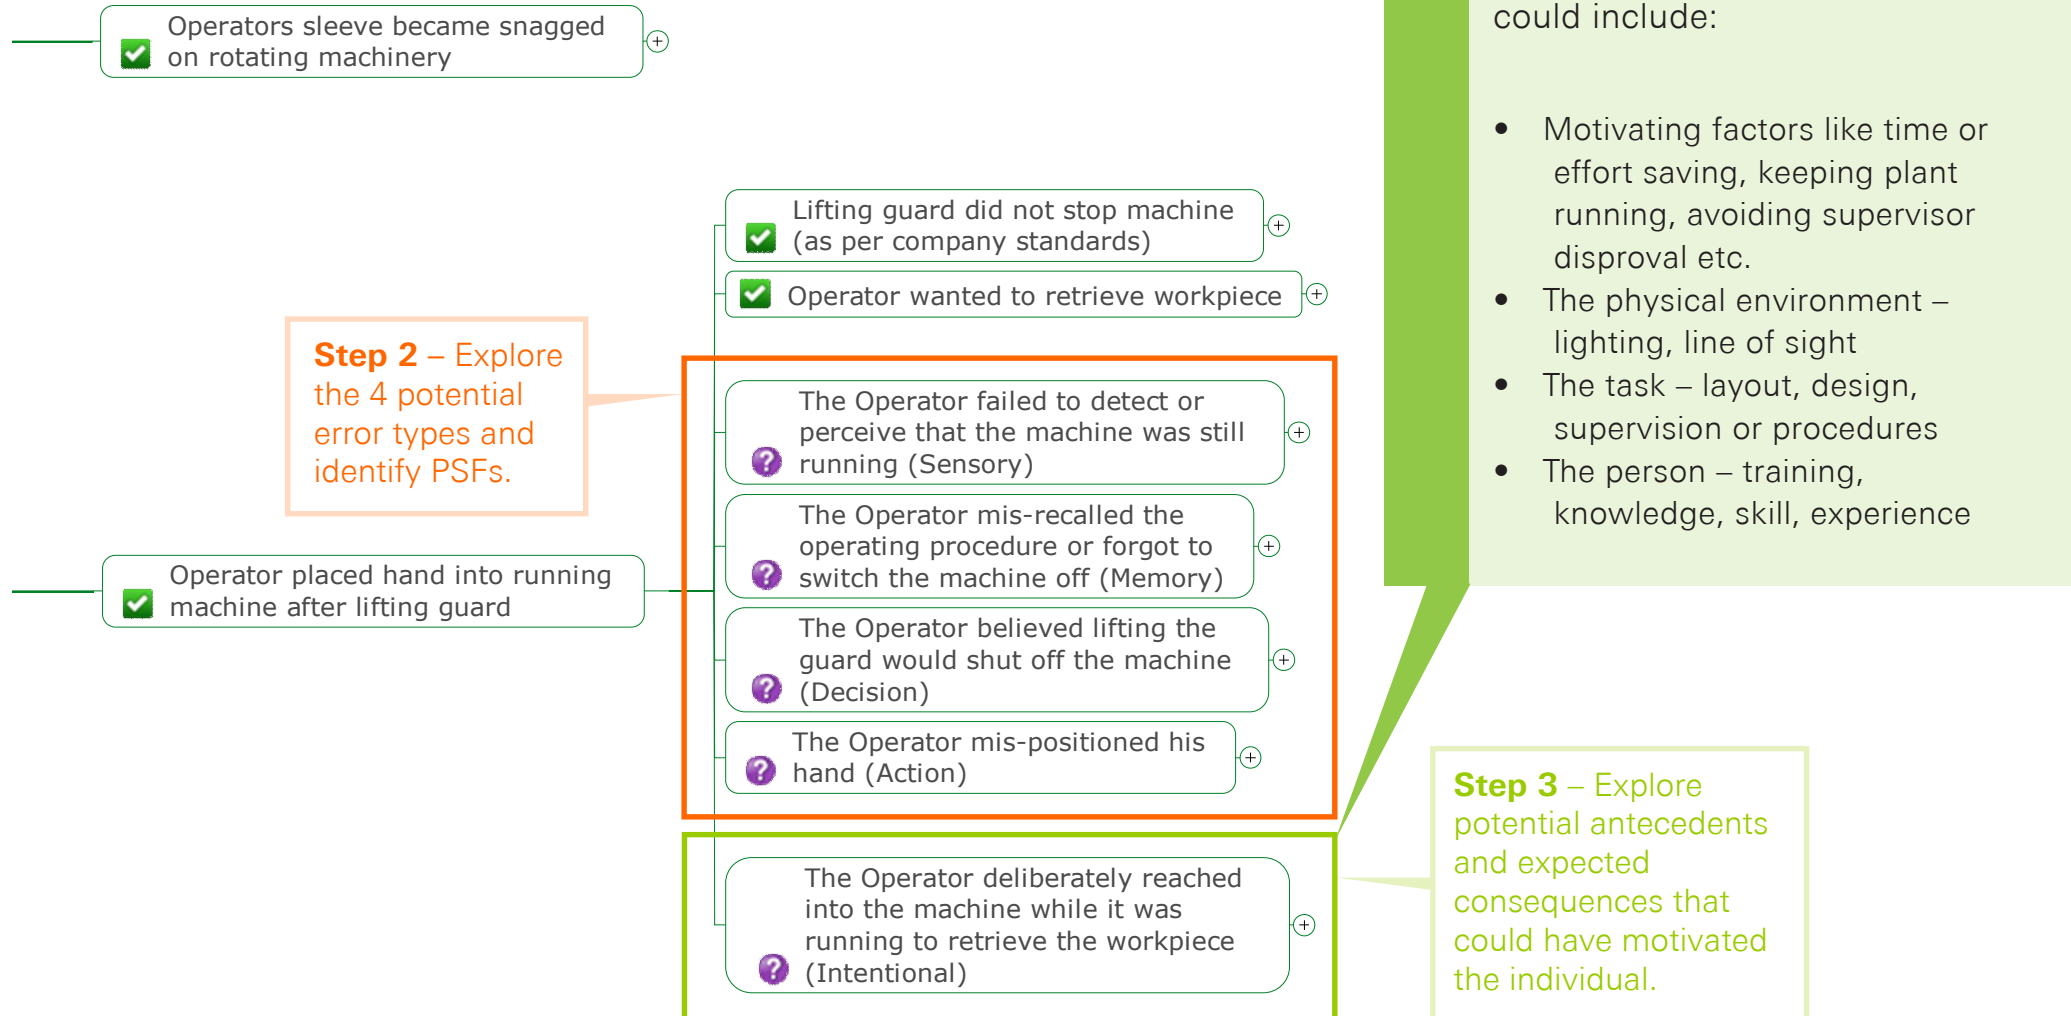 Operators sleeve became snagged
on rotating machinery
Lifting guard did not stop machine
(as per company standards)
Operator wanted to retrieve workpiece
Step 2 – Explore
the 4 potential
error types and
identify PSFs.
The Operator failed to detect or
perceive that the machine was still
running (Sensory)
The Operator mis-recalled the
operating procedure or forgot to
switch the machine off (Memory)
Operator placed hand into running
machine after lifting guard
The Operator believed lifting the
guard would shut off the machine
(Decision)
The Operator mis-positioned his
hand (Action)
The Operator deliberately reached
into the machine while it was
running to retrieve the workpiece
(Intentional)
could include:
• Motivating factors like time or
effort saving, keeping plant
running, avoiding supervisor
disproval etc.
• The physical environment –
lighting, line of sight
• The task – layout, design,
supervision or procedures
• The person – training,
knowledge, skill, experience
Step 3 – Explore
potential antecedents
and expected
consequences that
could have motivated
the individual.